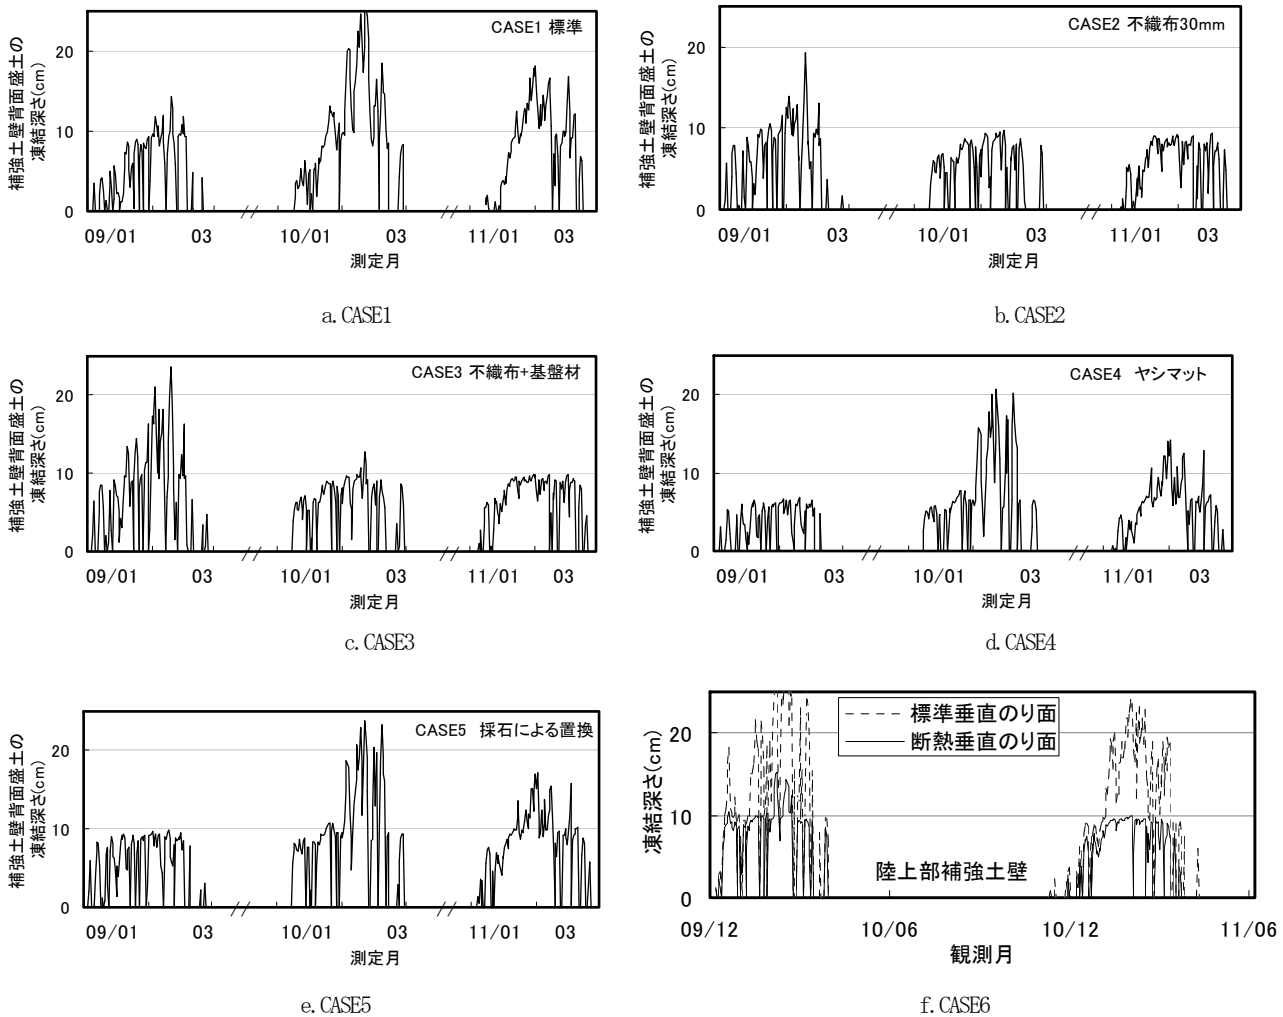 補強土壁背面盛土の
凍結深さ(cm)
CASE1 標準
20
10
0
09/01 03 10/01 03 11/01 03
測定月
a.CASE1
補強土壁背面盛土の
凍結深さ(cm)
CASE2 不織布30mm
20
10
0
09/01 03 10/01 03 11/01 03
測定月
b.CASE2
補強土壁背面盛土の
凍結深さ(cm)
CASE3 不織布+基盤材
20
10
0
09/01 03 10/01 03 11/01 03
測定月
c.CASE3
補強土壁背面盛土の
凍結深さ(cm)
CASE4 ヤシマット
20
10
0
09/01 03 10/01 03 11/01 03
測定月
d.CASE4
補強土壁背面盛土の
凍結深さ(cm)
CASE5 採石による置換
20
10
0
09/01 03 10/01 03 11/01 03
測定月
e.CASE5
凍結深さ(cm)
標準垂直のり面
断熱垂直のり面
20
10
0
陸上部補強土壁
09/12 10/06 10/12 11/06
観測月
f.CASE6